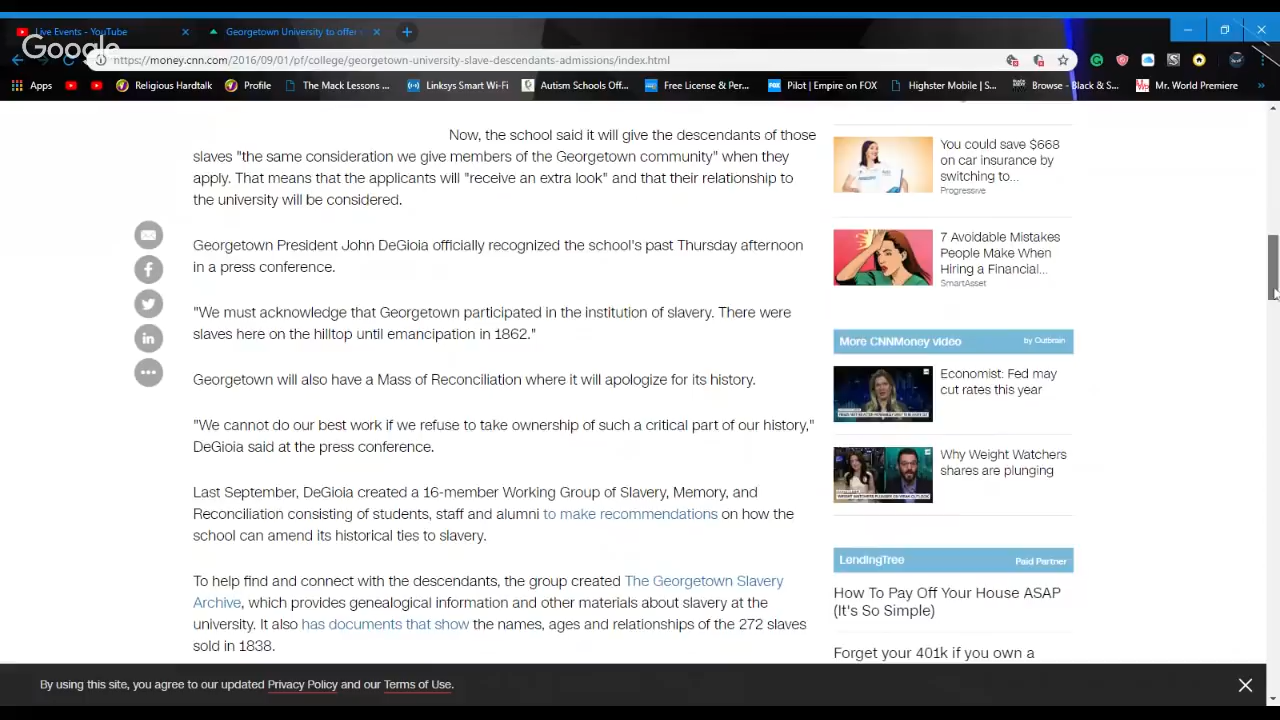 Live Events - YouTube
Georgetown University to offer
Google
https://money.cnn.com/2016/09/01/pf/college/georgetown-university-slave-descendants-admissions/index.html
Apps
Religious Hardtalk
Profile
The Mack Lessons ...
Linksys Smart Wi-Fi
Autism Schools Off...
Free License & Per...
Pilot | Empire on FOX
Highster Mobile | S...
Browse - Black & S...
Mr. World Premiere
Now, the school said it will give the descendants of those
slaves "the same consideration we give members of the Georgetown community" when they
apply. That means that the applicants will "receive an extra look" and that their relationship to
the university will be considered.
Georgetown President John DeGioia officially recognized the school's past Thursday afternoon
in a press conference.
"We must acknowledge that Georgetown participated in the institution of slavery. There were
slaves here on the hilltop until emancipation in 1862."
Georgetown will also have a Mass of Reconciliation where it will apologize for its history.
"We cannot do our best work if we refuse to take ownership of such a critical part of our history,"
DeGioia said at the press conference.
Last September, DeGioia created a 16-member Working Group of Slavery, Memory, and
Reconciliation consisting of students, staff and alumni to make recommendations on how the
school can amend its historical ties to slavery.
To help find and connect with the descendants, the group created The Georgetown Slavery
Archive, which provides genealogical information and other materials about slavery at the
university. It also has documents that show the names, ages and relationships of the 272 slaves
sold in 1838.
You could save $668
on car insurance by
switching to...
Progressive
7 Avoidable Mistakes
People Make When
Hiring a Financial...
SmartAsset
More CNNMoney video
by Outbrain
Economist: Fed may
cut rates this year
Why Weight Watchers
shares are plunging
LendingTree
Paid Partner
How To Pay Off Your House ASAP
(It's So Simple)
Forget your 401k if you own a
By using this site, you agree to our updated Privacy Policy and our Terms of Use.